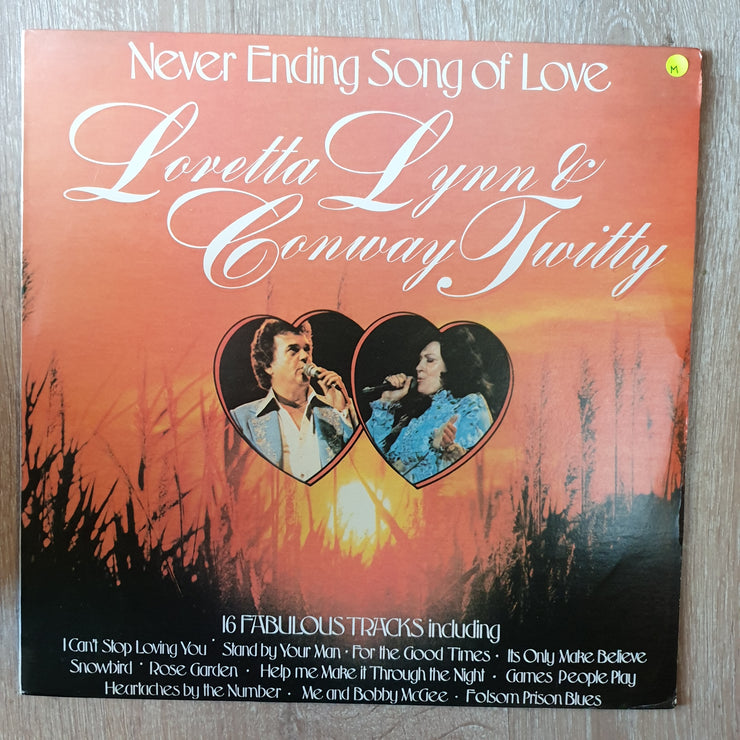 Never Ending Song of Love
M
Loretta Lynn &
Conway Twitty
16 FABULOUS TRACKS including
I Can't Stop Loving You · Stand by Your Man · For the Good Times · Its Only Make Believe
Snowbird · Rose Garden · Help me Make it Through the Night · Games People Play
Heartaches by the Number · Me and Bobby McGee · Folsom Prison Blues